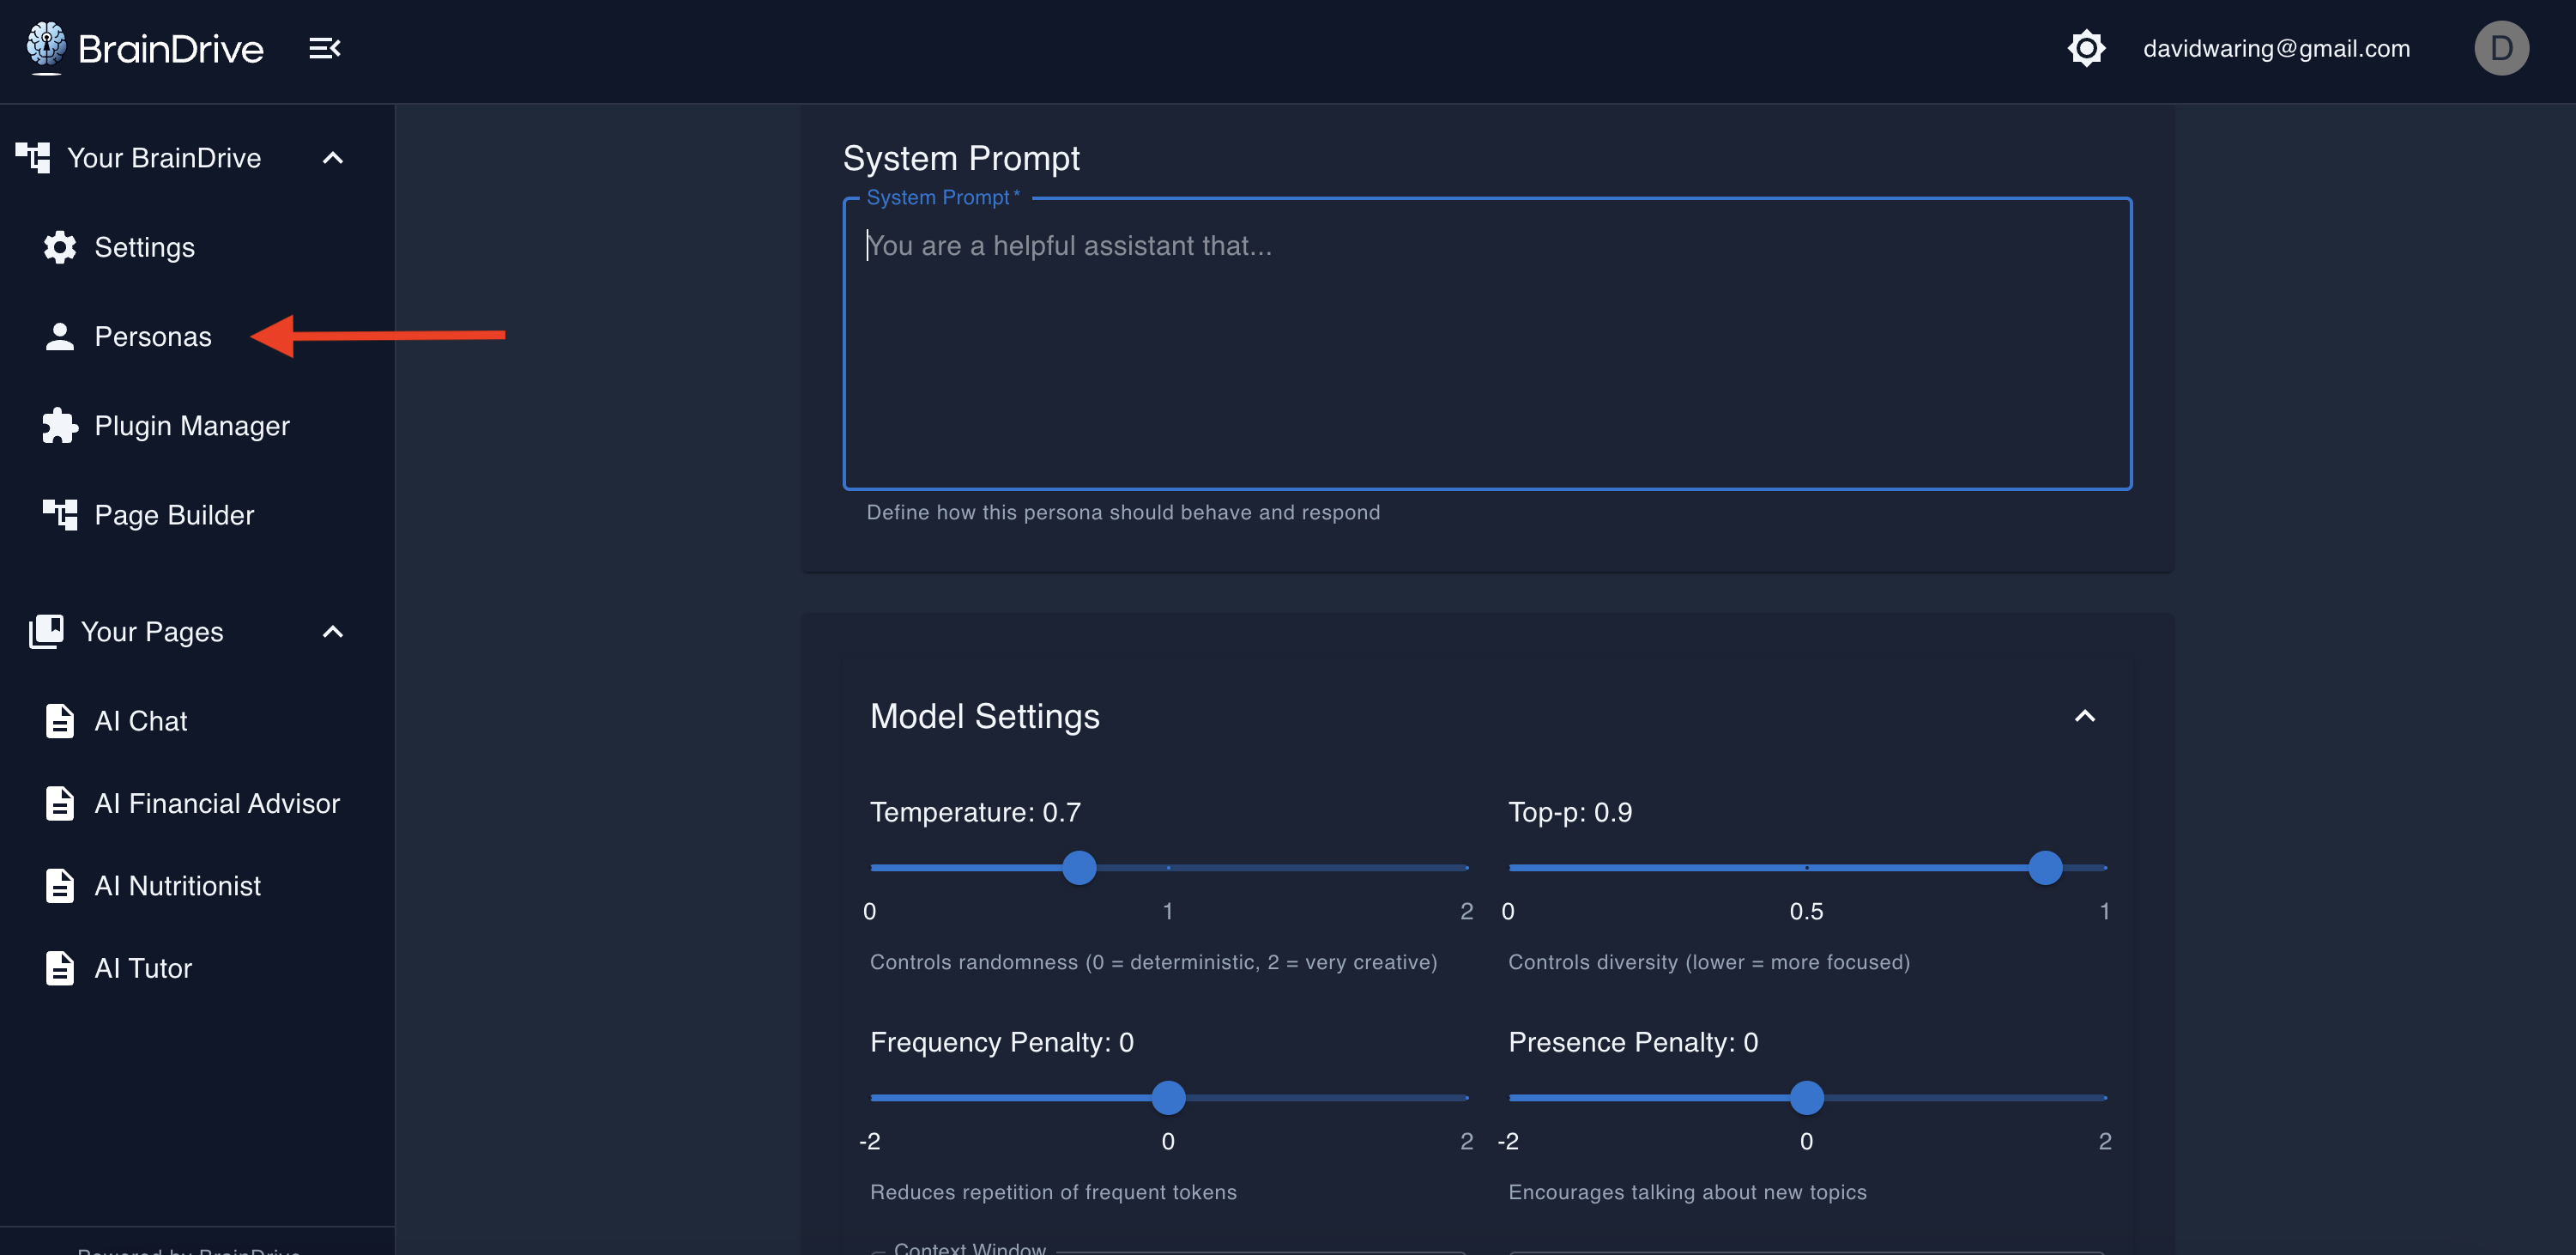 BrainDrive
davidwaring@gmail.com
D
Your BrainDrive
Settings
Personas
Plugin Manager
Page Builder
Your Pages
AI Chat
AI Financial Advisor
AI Nutritionist
AI Tutor
Powered by BrainDrive
System Prompt
System Prompt *
You are a helpful assistant that...
Define how this persona should behave and respond
Model Settings
Temperature: 0.7
0 1 2
Controls randomness (0 = deterministic, 2 = very creative)
Top-p: 0.9
0 0.5 1
Controls diversity (lower = more focused)
Frequency Penalty: 0
-2 0 2
Reduces repetition of frequent tokens
Presence Penalty: 0
-2 0 2
Encourages talking about new topics
Context Window